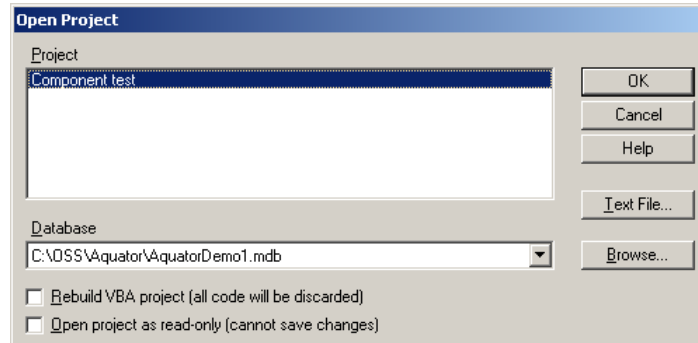 Open Project
Project
Component test
OK
Cancel
Help
Text File...
Database
C:\OSS\Aquator\AquatorDemo1.mdb
Browse...
Rebuild VBA project (all code will be discarded)
Open project as read-only (cannot save changes)